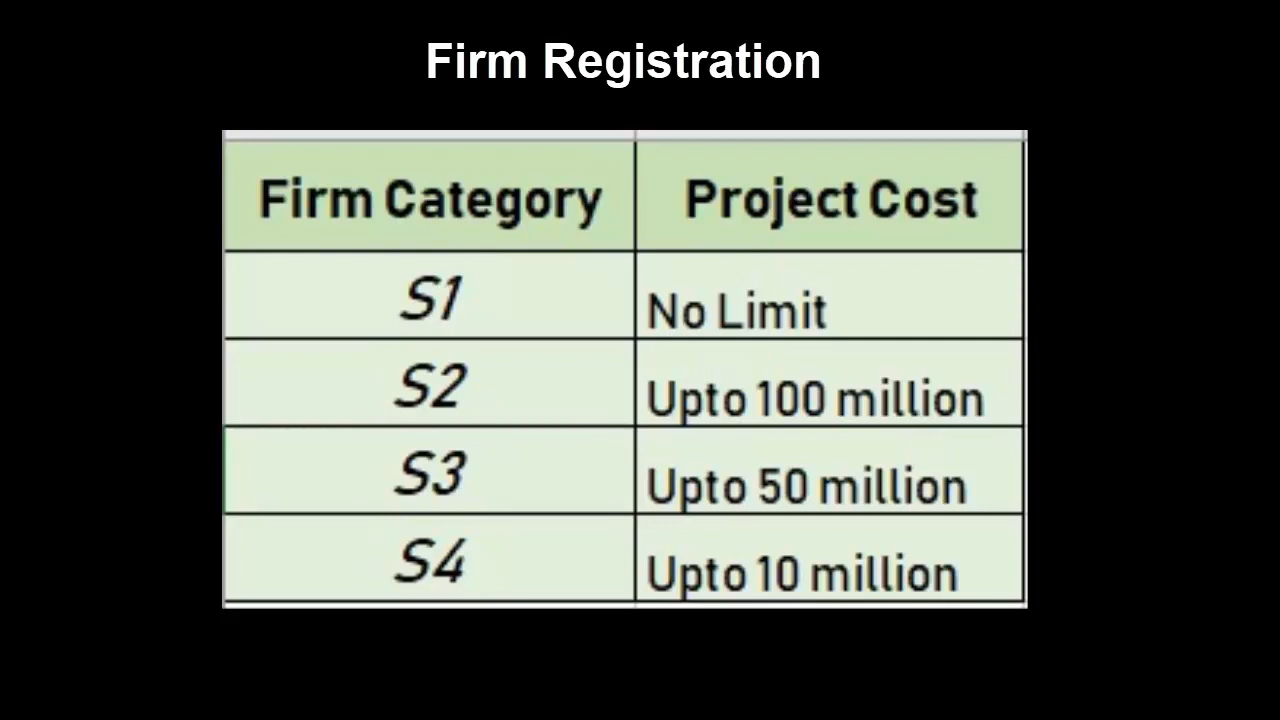 Firm Registration
Firm Category Project Cost
S1 No Limit
S2 Upto 100 million
S3 Upto 50 million
S4 Upto 10 million